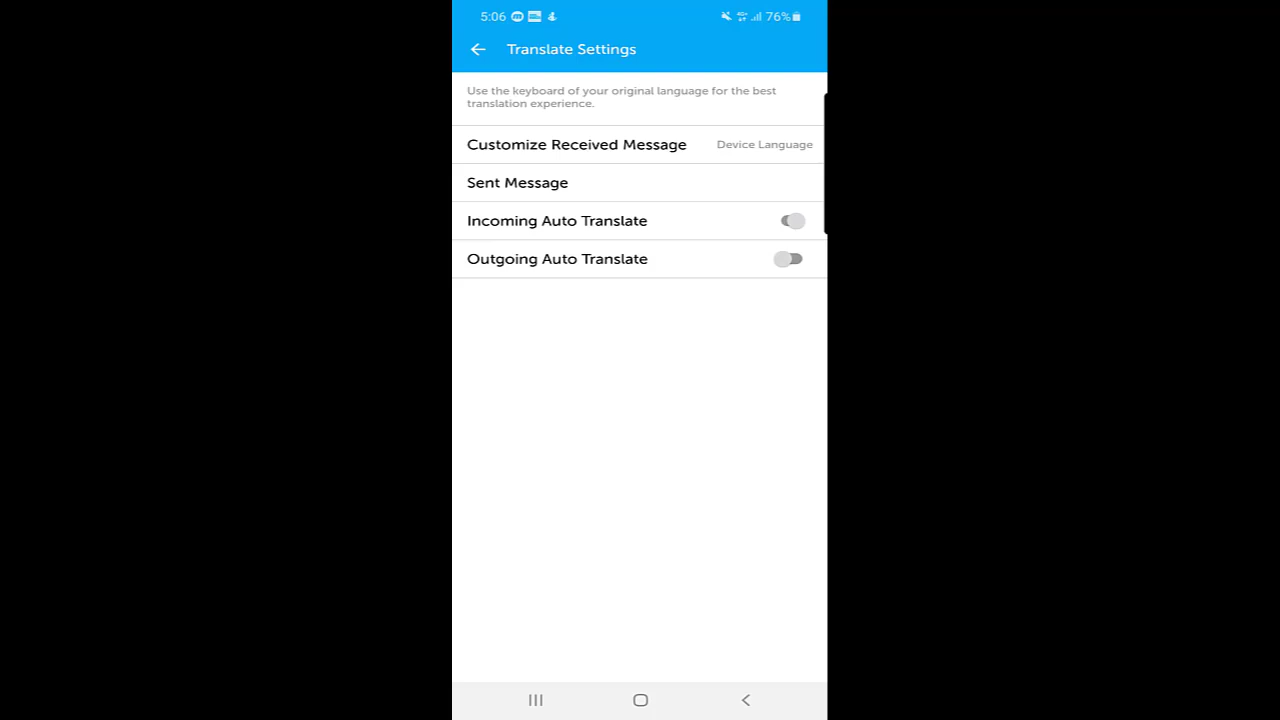 5:06 76%
Translate Settings
Use the keyboard of your original language for the best
translation experience.
Customize Received Message Device Language
Sent Message
Incoming Auto Translate
Outgoing Auto Translate